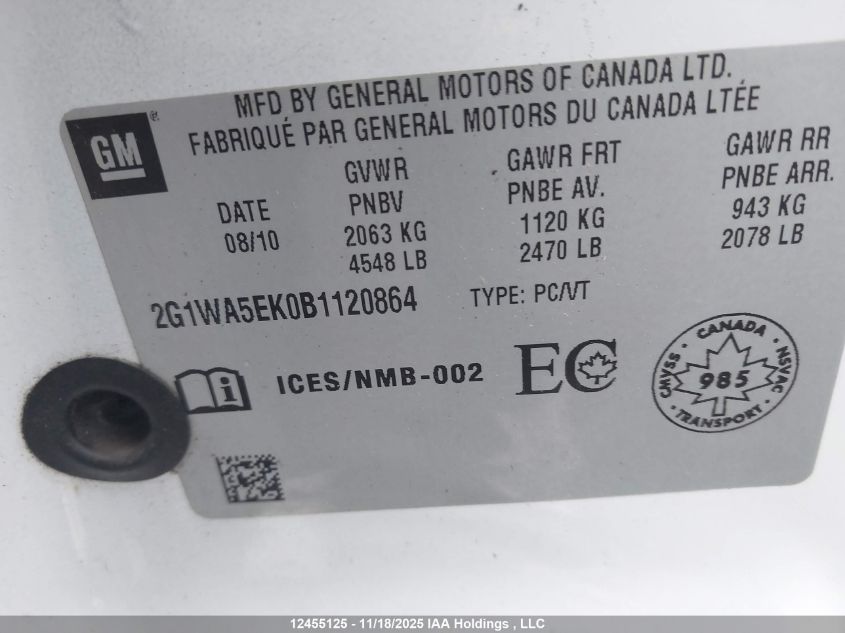 MFD BY GENERAL MOTORS OF CANADA LTD.
FABRIQUÉ PAR GENERAL MOTORS DU CANADA LTÉE
GM
DATE
08/10
GVWR
PNBV
2063 KG
4548 LB
GAWR FRT
PNBE AV.
1120 KG
2470 LB
GAWR RR
PNBE ARR.
943 KG
2078 LB
2G1WA5EK0B1120864
TYPE: PC/VT
i
ICES/NMB-002
EC
CANADA
CMVSS
985
NSVAC
TRANSPORT
12455125 - 11/18/2025 IAA Holdings , LLC